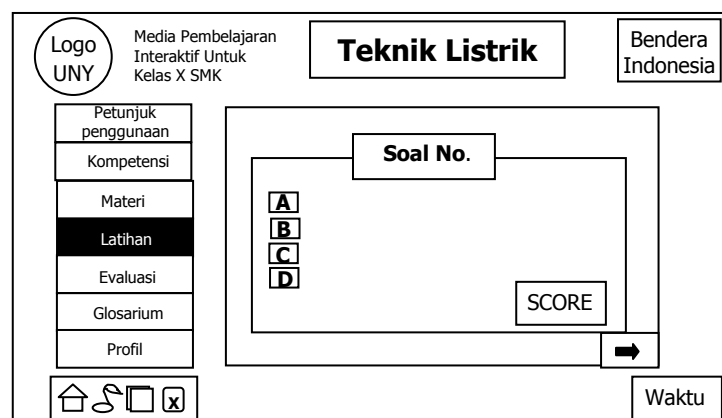 Logo
UNY
Media Pembelajaran
Interaktif Untuk
Kelas X SMK
Teknik Listrik
Bendera
Indonesia
Petunjuk
penggunaan
Kompetensi
Materi
Latihan
Evaluasi
Glosarium
Profil
Soal No.
A
B
C
D
SCORE
x
Waktu